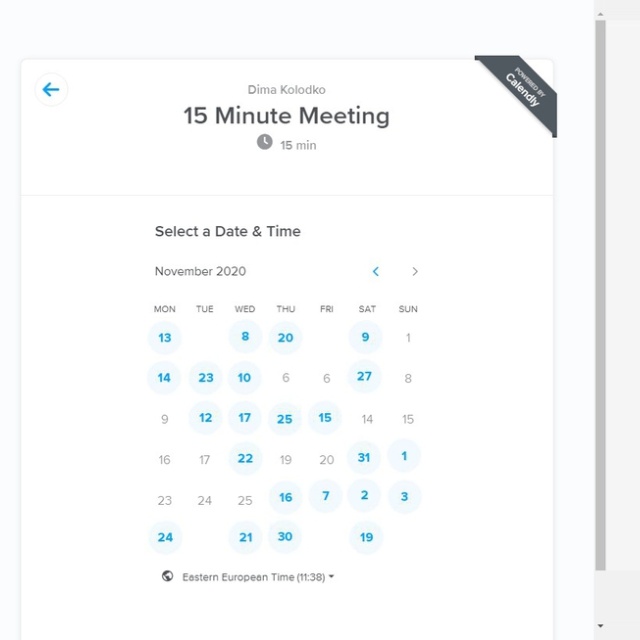 POWERED BY
Calendly
Dima Kolodko
15 Minute Meeting
15 min
Select a Date & Time
November 2020
MON TUE WED THU FRI SAT SUN
13 8 20 9 1
14 23 10 6 6 27 8
9 12 17 25 15 14 15
16 17 22 19 20 31 1
23 24 25 16 7 2 3
24 21 30 19
Eastern European Time (11:38)